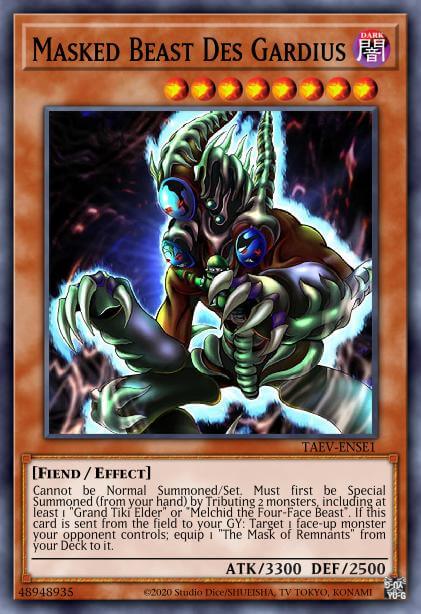 MASKED BEAST DES GARDIUS
DARK
闇
TAEV-ENSE1
[FIEND / EFFECT]
Cannot be Normal Summoned/Set. Must first be Special
Summoned (from your hand) by Tributing 2 monsters, including at
least 1 "Grand Tiki Elder" or "Melchid the Four-Face Beast". If
this card is sent from the field to your GY: Target 1 face-up monster
your opponent controls; equip 1 "The Mask of Remnants" from
your Deck to it.
ATK/3300 DEF/2500
48948935
©2020 Studio Dice/SHUEISHA, TV TOKYO, KONAMI